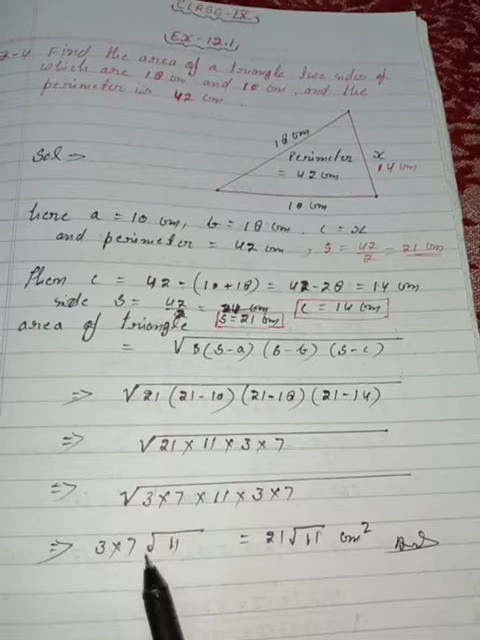 CLASS-IX
EX-12.1
Find the area of a triangle two sides of
which are 18 cm and 10 cm, and the
perimeter is 42 cm.
18 cm
Sol ⇒
Perimeter
= 42 cm
x
14 cm
10 cm
here a = 10 cm, b = 18 cm, c = x
and perimeter = 42 cm, S = 42/2 = 21 cm
Then c = 42 - (10+18) = 42-28 = 14 cm
side S = 42/2 = cm
S = 21 cm
c = 14 cm
area of triangle
= √S(S-a) (S-b) (S-c)
⇒ √21(21-10)(21-18)(21-14)
⇒ √21×11×3×7
⇒ √3×7×11×3×7
⇒ 3×7√11 = 21√11 cm² Ans